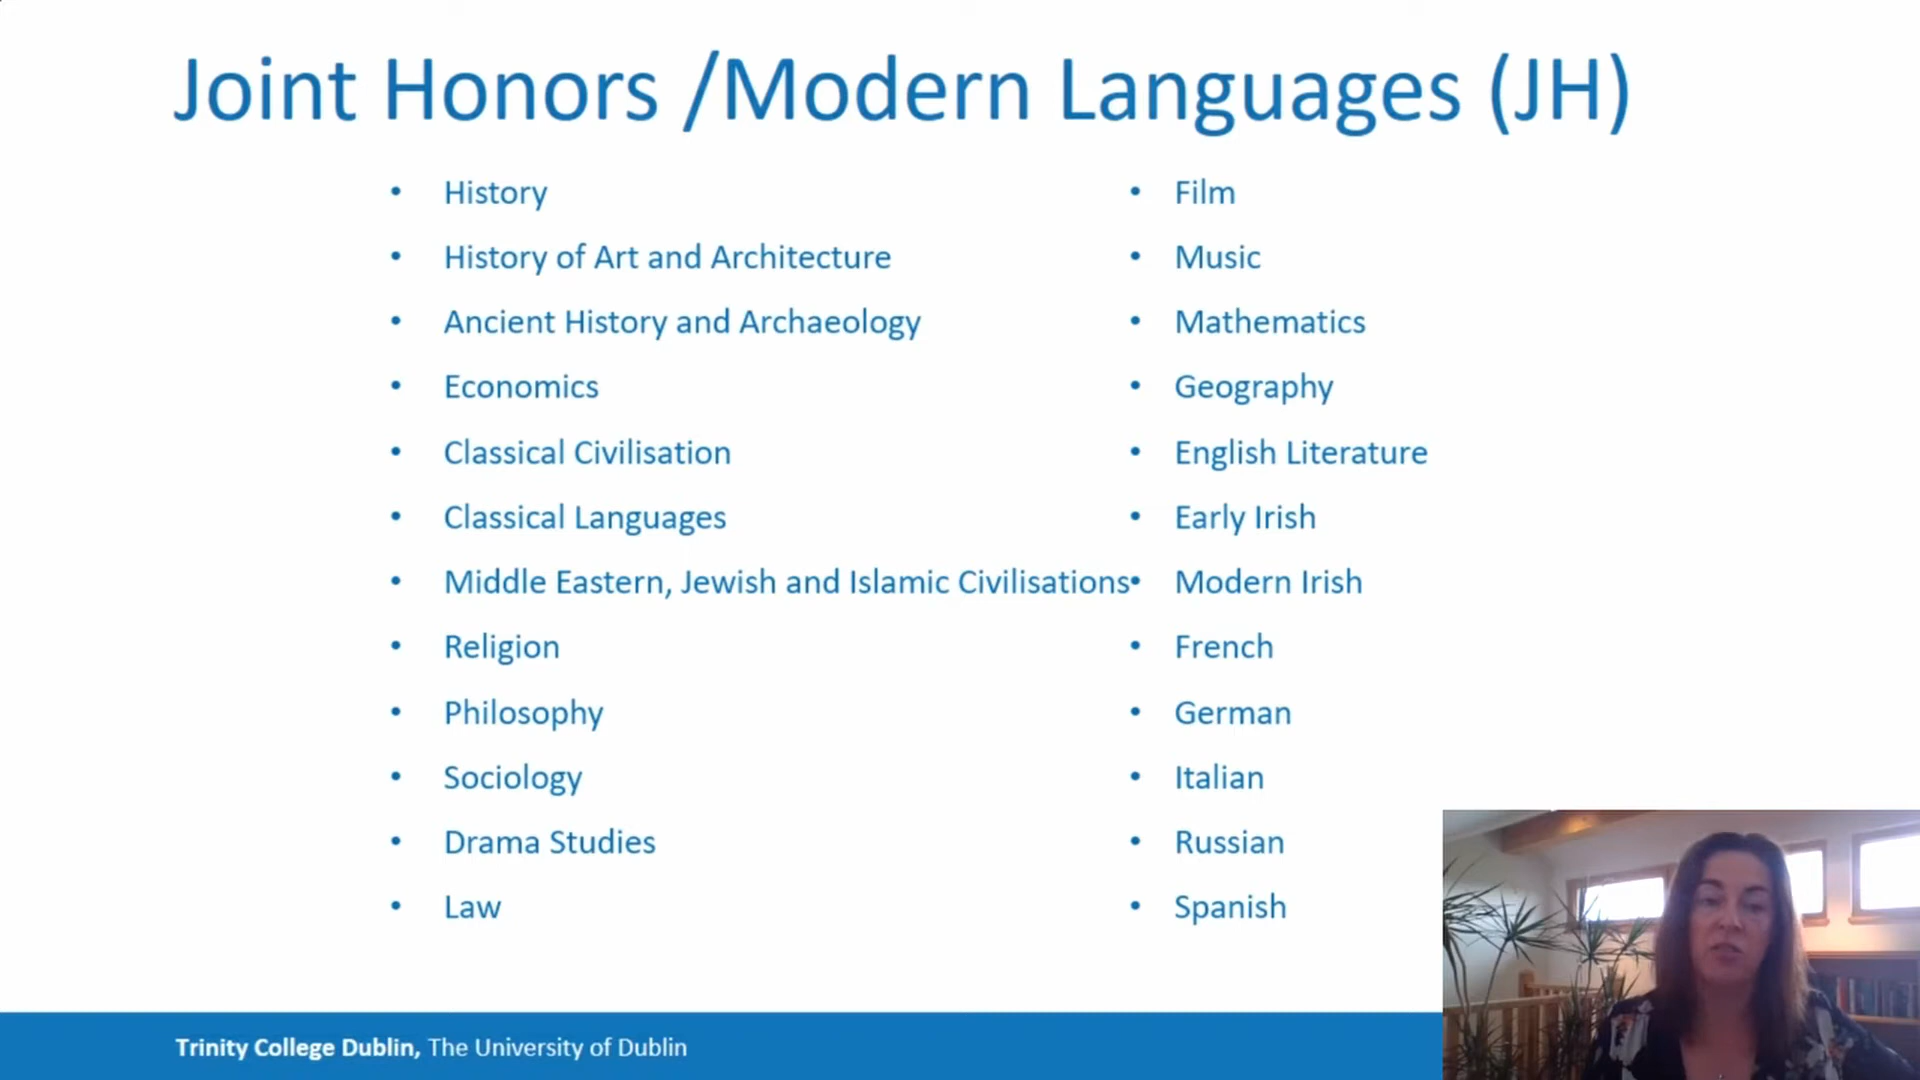 Joint Honors /Modern Languages (JH)
• History
• History of Art and Architecture
• Ancient History and Archaeology
• Economics
• Classical Civilisation
• Classical Languages
• Middle Eastern, Jewish and Islamic Civilisations
• Religion
• Philosophy
• Sociology
• Drama Studies
• Law
• Film
• Music
• Mathematics
• Geography
• English Literature
• Early Irish
• Modern Irish
• French
• German
• Italian
• Russian
• Spanish
Trinity College Dublin, The University of Dublin